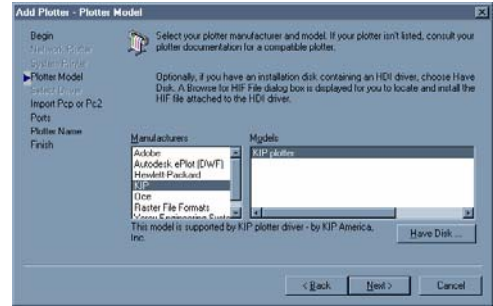 Add Plotter - Plotter Model
Begin
Network Plotter
System Printer
Plotter Model
Select Driver
Import Pcp or Pc2
Ports
Plotter Name
Finish
Select your plotter manufacturer and model. If your plotter isn't listed, consult your
plotter documentation for a compatible plotter.
Optionally, if you have an installation disk containing an HDI driver, choose Have
Disk. A Browse for HIF File dialog box is displayed for you to locate and install the
HIF file attached to the HDI driver.
Manufacturers
Adobe
Autodesk ePlot (DWF)
Hewlett-Packard
KIP
Oce
Raster File Formats
Xerox Engineering Syste
Models
KIP plotter
This model is supported by KIP plotter driver - by KIP America,
Inc.
Have Disk ...
< Back
Next >
Cancel